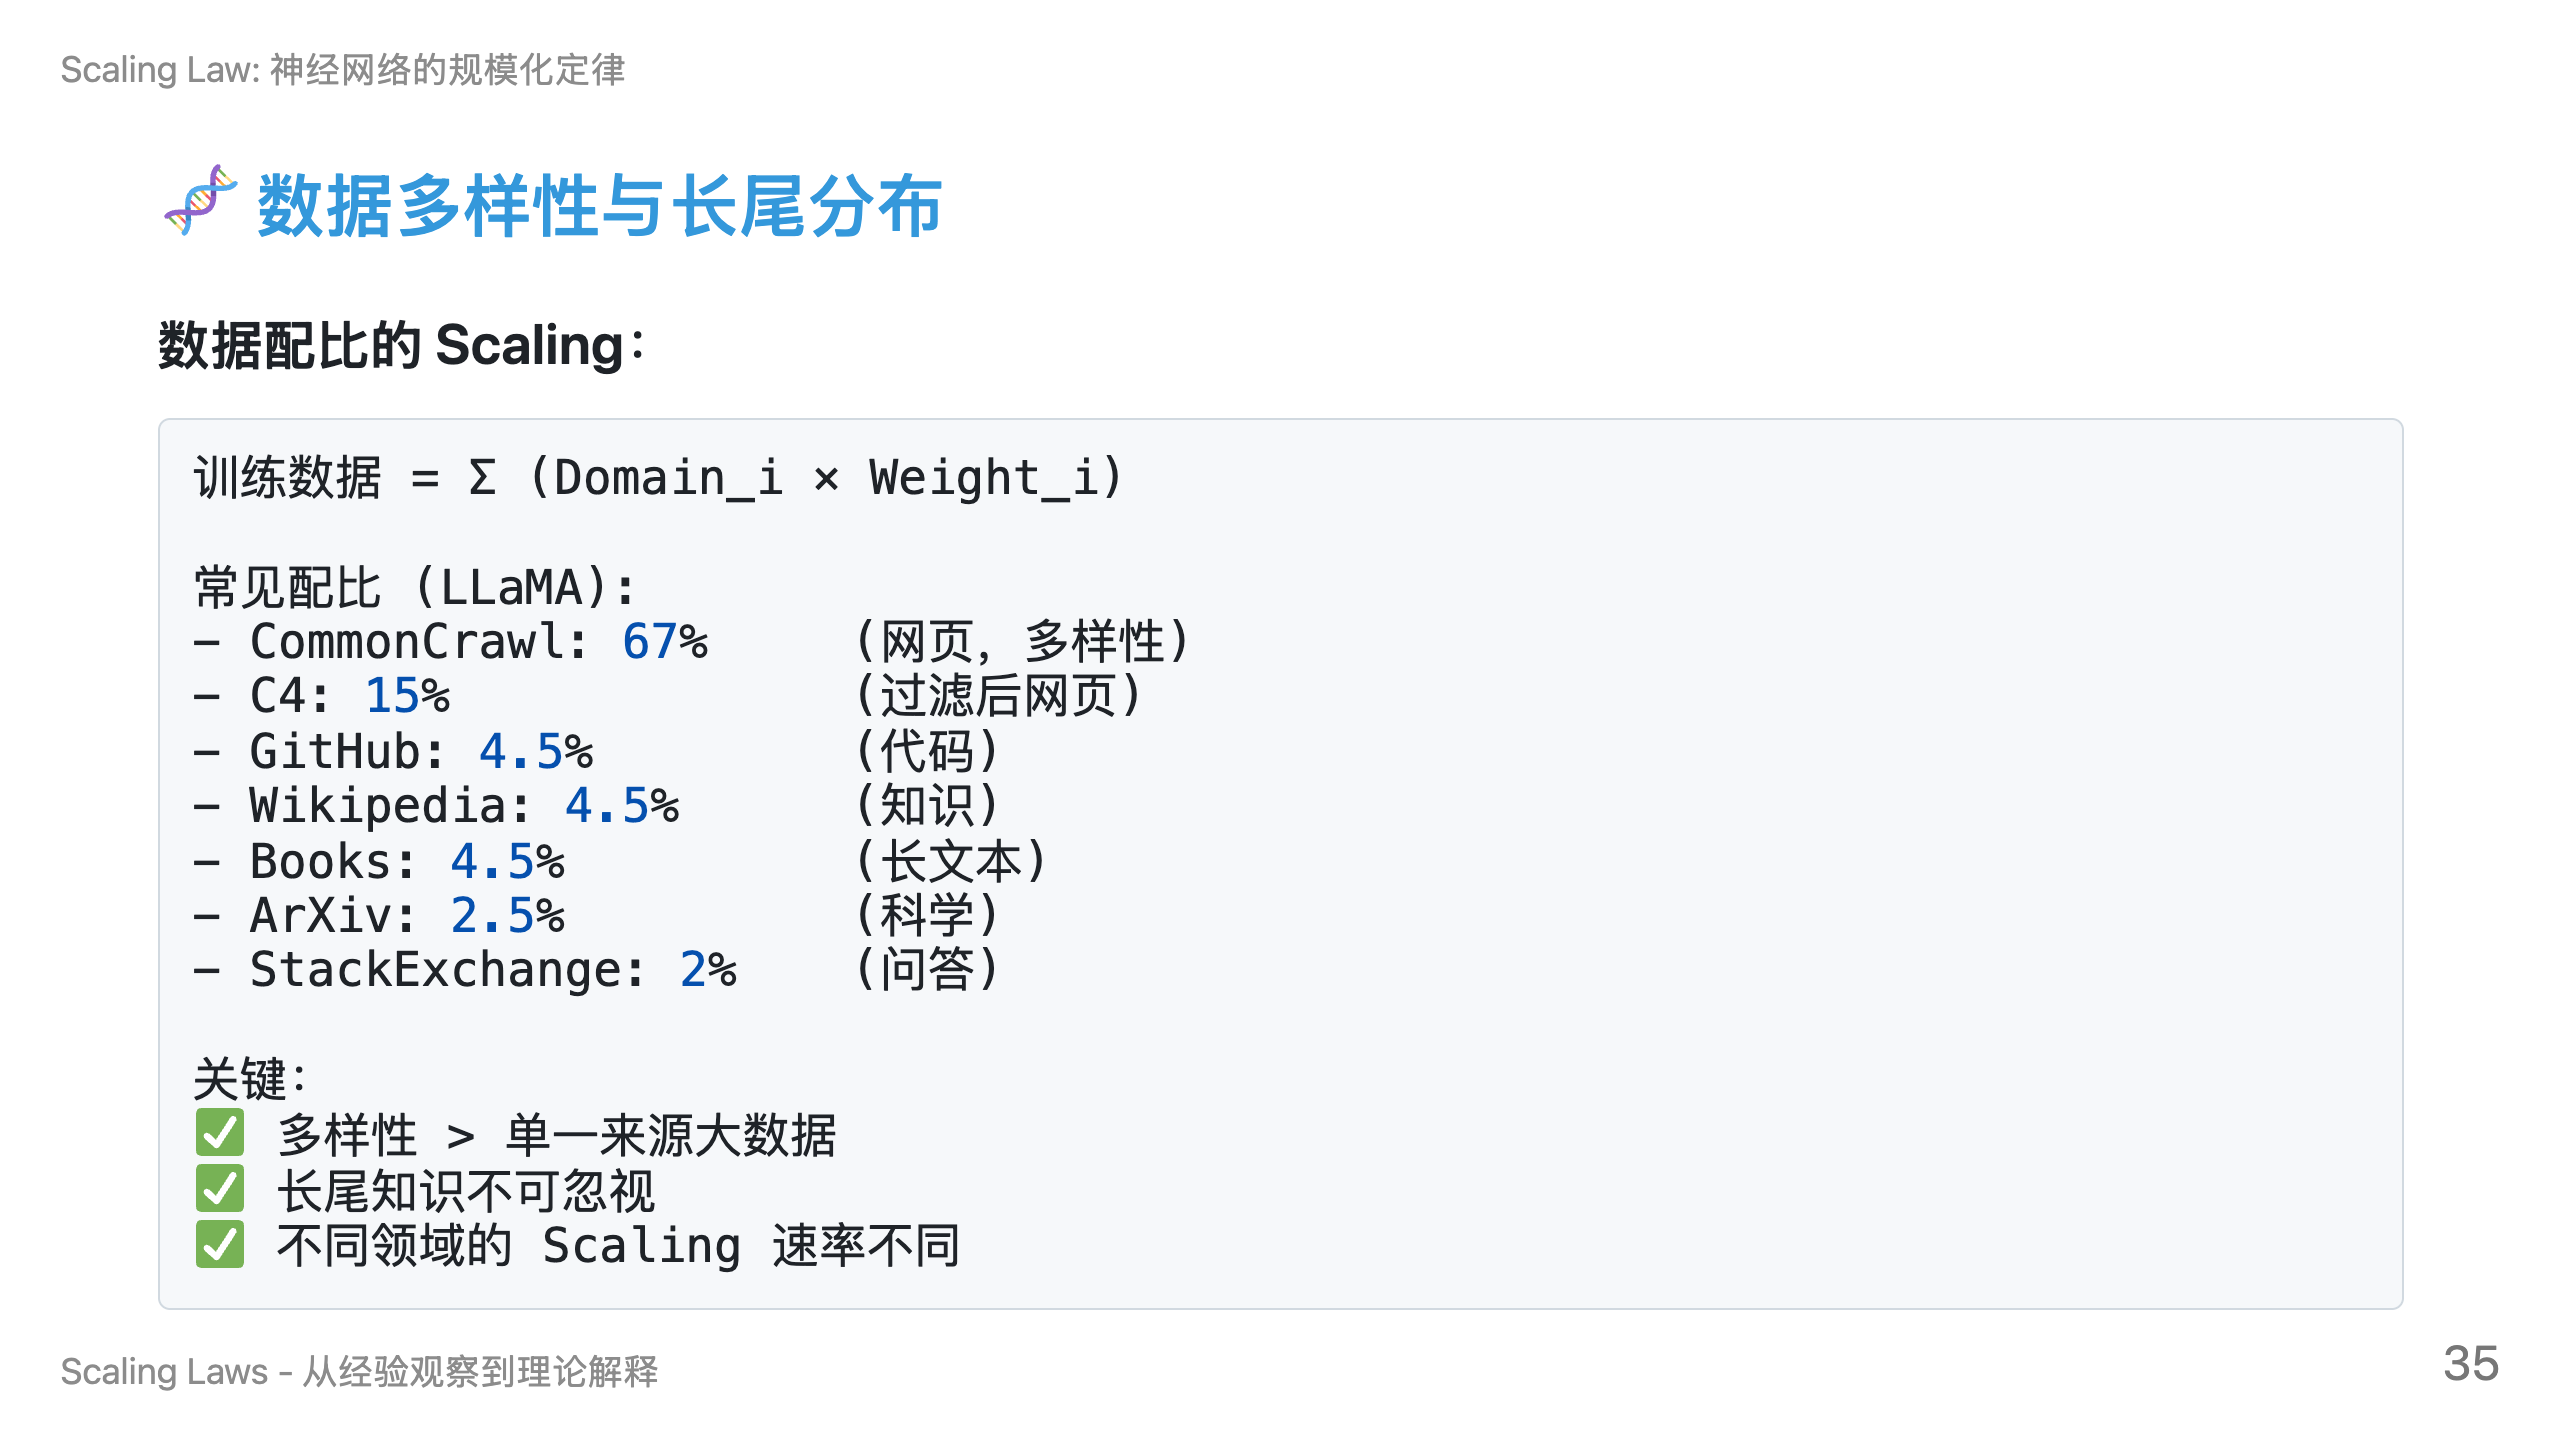 Scaling Law: 神经网络的规模化定律
🧬 数据多样性与长尾分布
数据配比的 Scaling：
训练数据 = Σ (Domain_i × Weight_i)
常见配比 (LLaMA):
- CommonCrawl: 67% (网页，多样性)
- C4: 15% (过滤后网页)
- GitHub: 4.5% (代码)
- Wikipedia: 4.5% (知识)
- Books: 4.5% (长文本)
- ArXiv: 2.5% (科学)
- StackExchange: 2% (问答)
关键：
✅ 多样性 > 单一来源大数据
✅ 长尾知识不可忽视
✅ 不同领域的 Scaling 速率不同
Scaling Laws - 从经验观察到理论解释
35